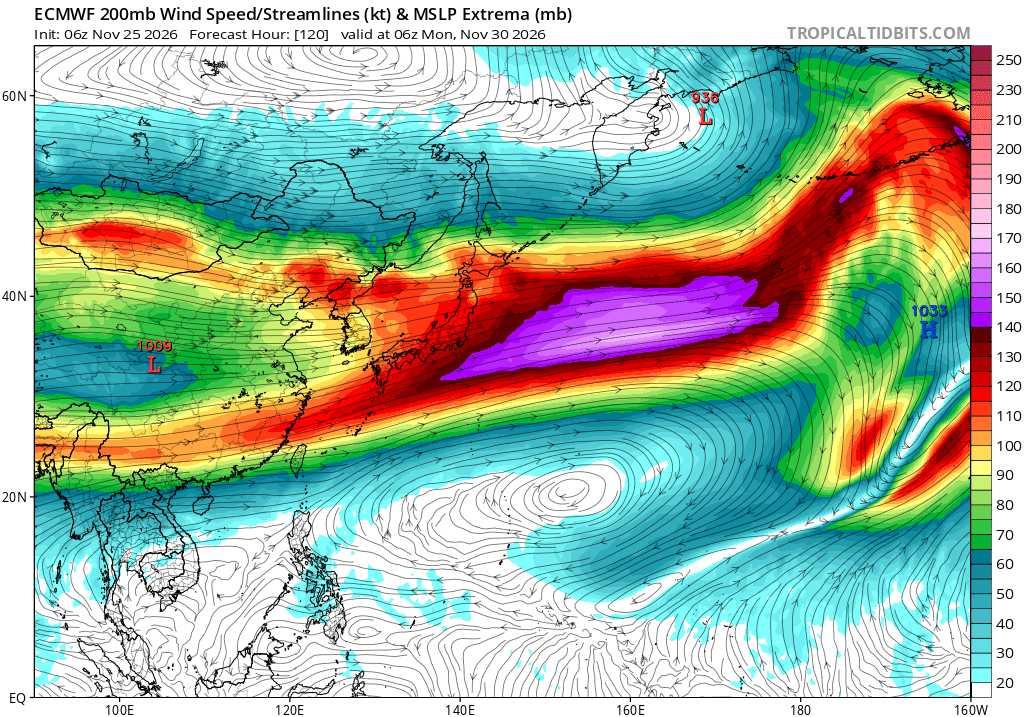 ECMWF 200mb Wind Speed/Streamlines (kt) & MSLP Extrema (mb)
Init: 06z Nov 25 2026 Forecast Hour: [120] valid at 06z Mon, Nov 30 2026
TROPICALTIDBITS.COM
60N
40N
20N
EQ
100E
120E
140E
160E
180
160W
936
L
1009
L
1033
H
250
230
220
210
200
190
180
170
160
150
140
130
120
110
100
90
80
70
60
50
40
30
20